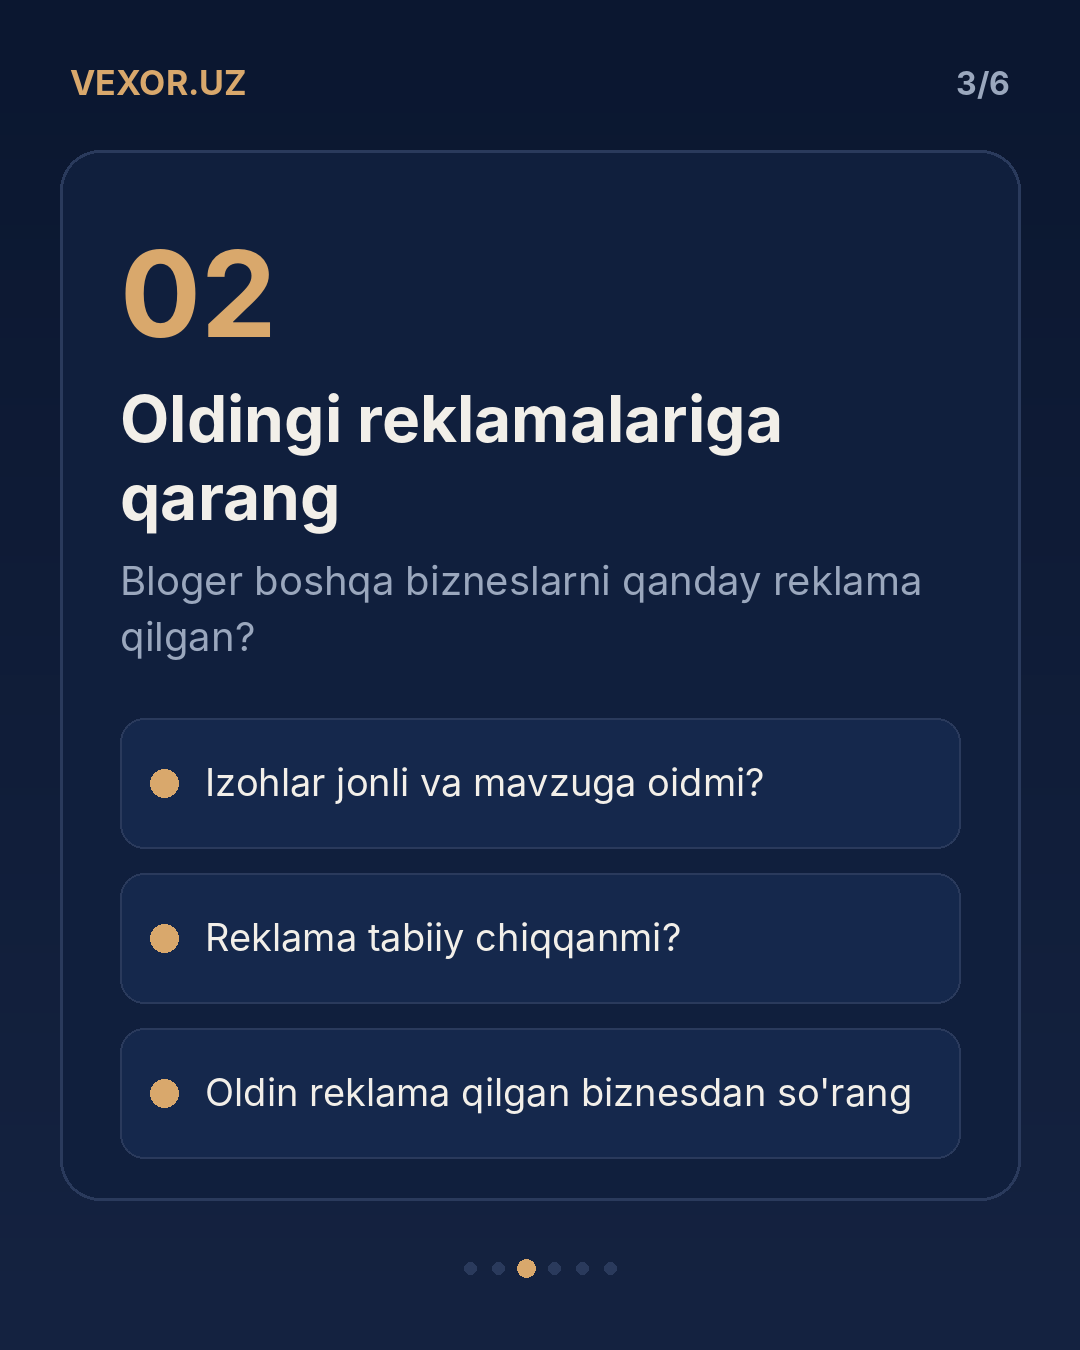 VEXOR.UZ
3/6
02
Oldingi reklamalariga
qarang
Bloger boshqa bizneslarni qanday reklama
qilgan?
Izohlar jonli va mavzuga oidmi?
Reklama tabiiy chiqqanmi?
Oldin reklama qilgan biznesdan so'rang